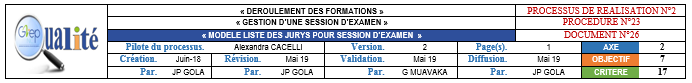 Givep Qualité
« DEROULEMENT DES FORMATIONS »
PROCESSUS DE REALISATION N°2
« GESTION D'UNE SESSION D'EXAMEN »
PROCEDURE N°23
« MODELE LISTE DES JURYS POUR SESSION D'EXAMEN »
DOCUMENT N°26
Pilote du processus. Alexandra CACELLI Version. 2 Page(s). 1 AXE 2
Création. Juin-18 Révision. Mai 19 Validation. Mai 19 Diffusion. Mai 19 OBJECTIF 7
Par. JP GOLA Par. JP GOLA Par. G MUAVAKA Par. JP GOLA CRITERE 17